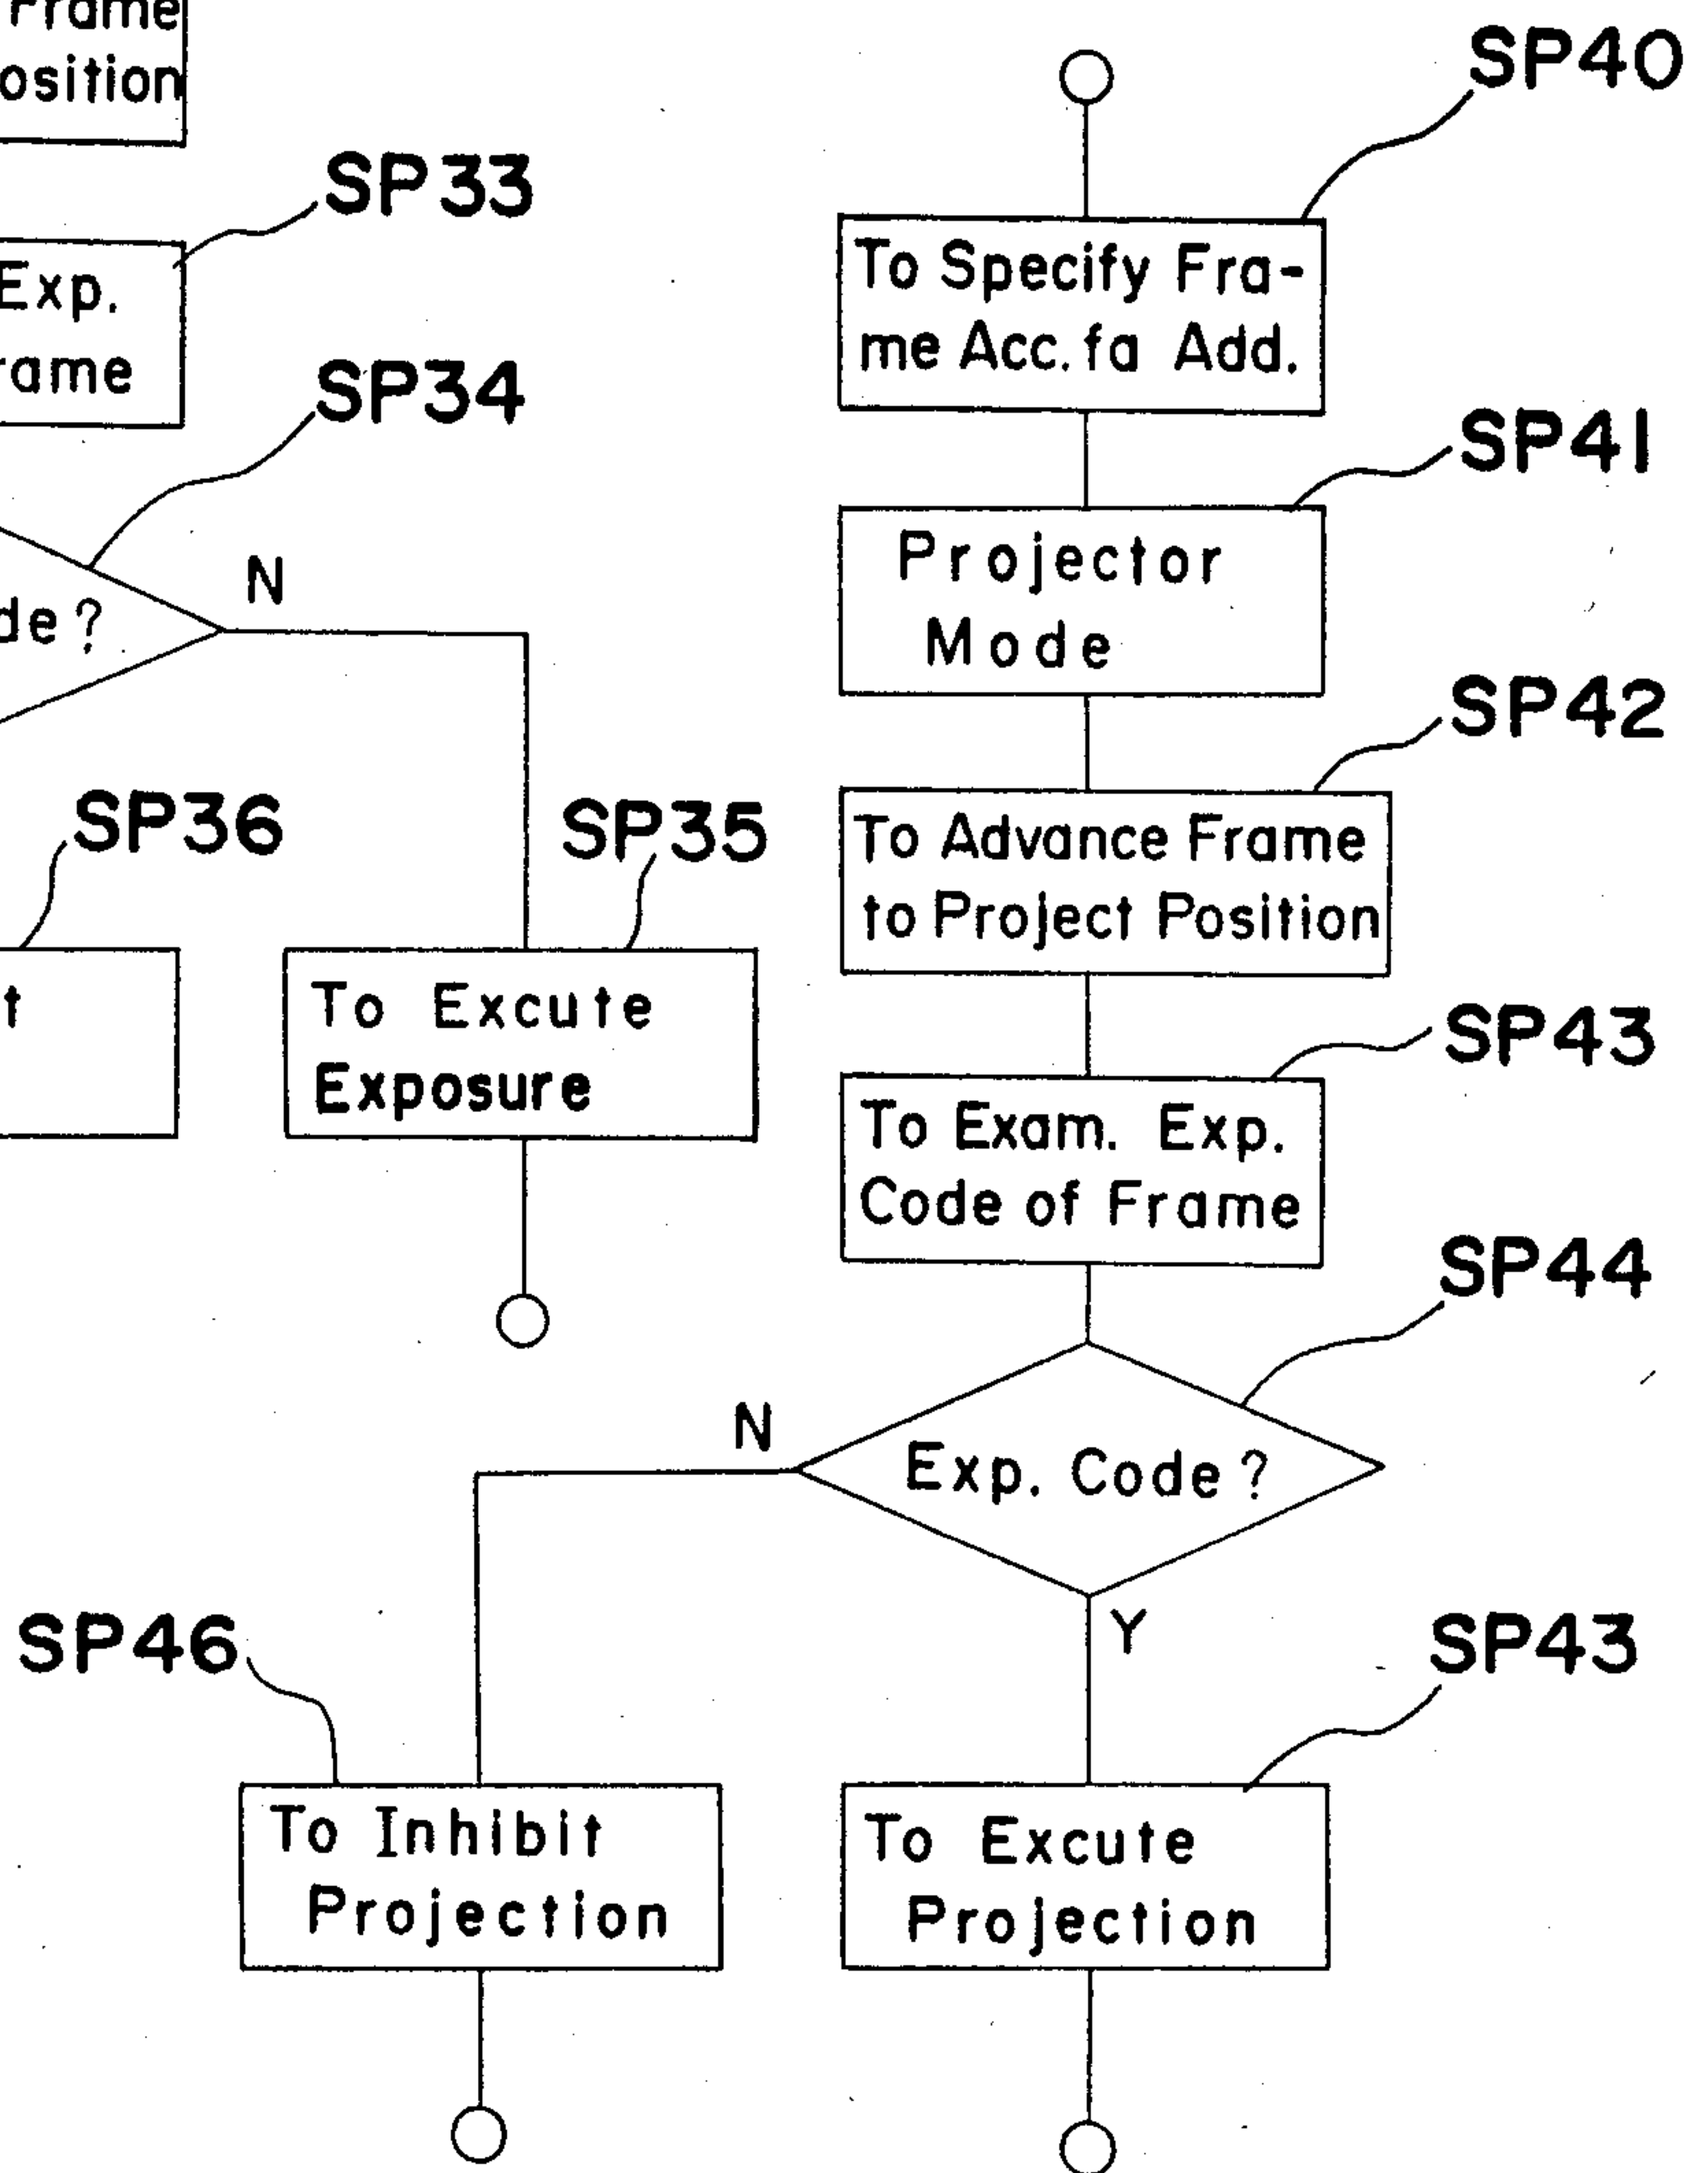 Frame
osition
SP33
Exp.
rame
SP34
de?
N
SP36
SP35
t
To Excute
Exposure
SP40
To Specify Fra-
me Acc. fa Add.
SP41
Projector
Mode
SP42
To Advance Frame
to Project Position
SP43
To Exam. Exp.
Code of Frame
SP44
Exp. Code?
N
Y
SP46
SP43
To Inhibit
Projection
To Excute
Projection